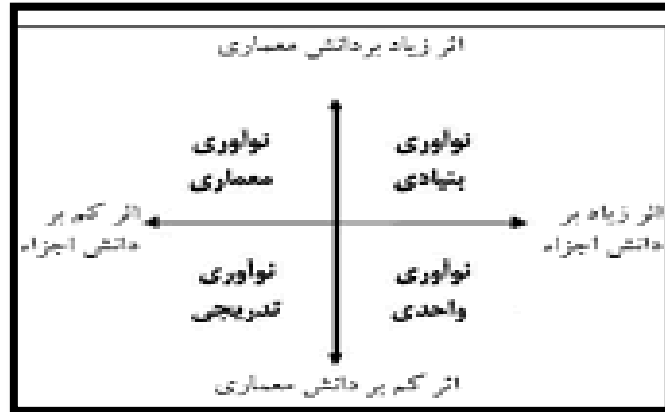 اثر زیاد بر دانش معماری
نوآوری
بنیادی
نوآوری
معماری
اثر زیاد بر
دانش اجزاء
اثر کم بر
دانش اجزاء
نوآوری
واحدی
نوآوری
تدریجی
اثر کم بر دانش معماری